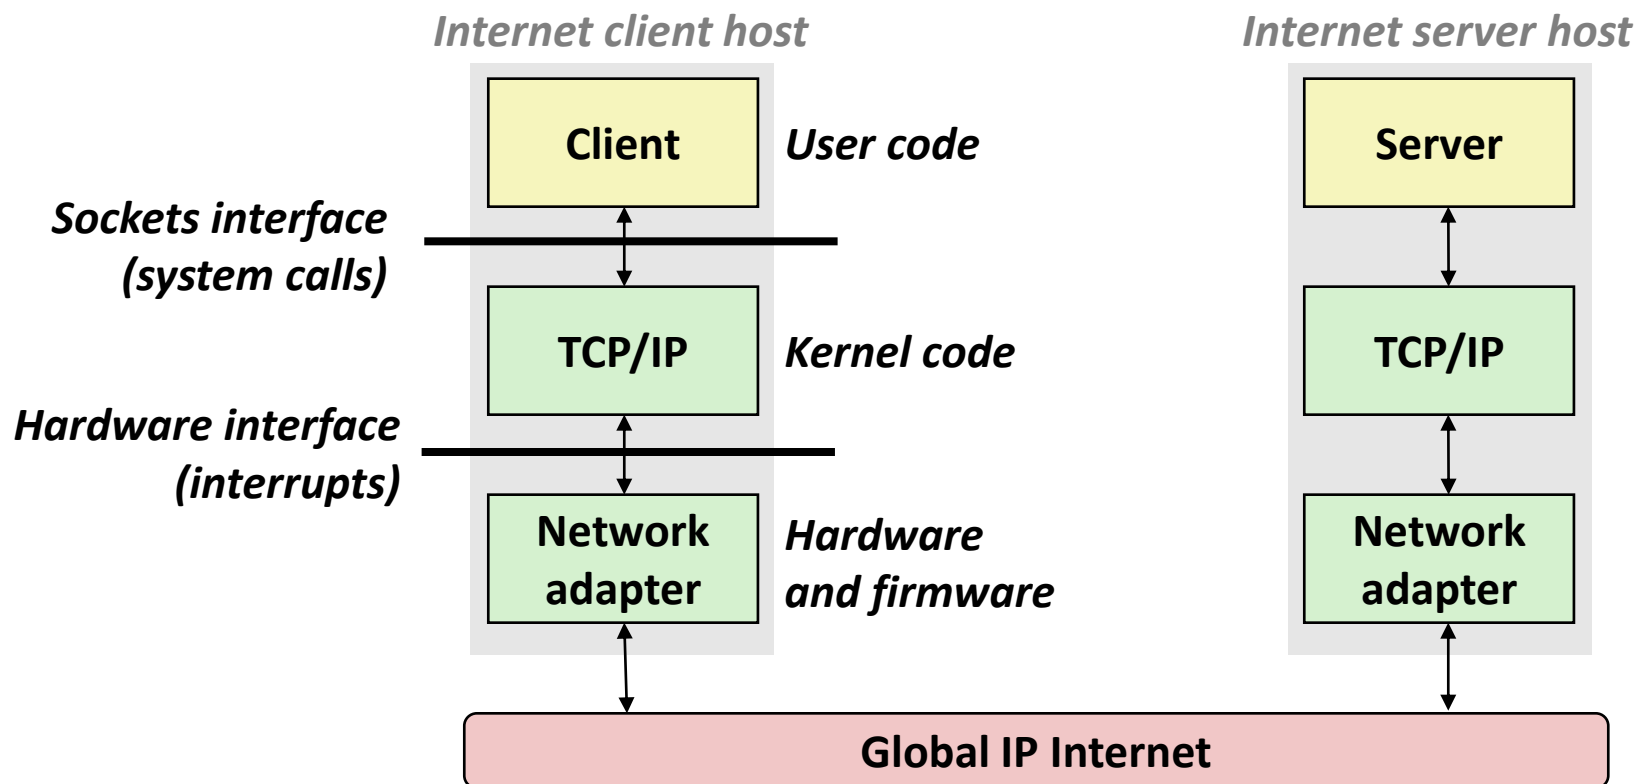 Internet client host
Internet server host
Client
User code
Server
Sockets interface
(system calls)
TCP/IP
Kernel code
TCP/IP
Hardware interface
(interrupts)
Network
adapter
Hardware
and firmware
Network
adapter
Global IP Internet